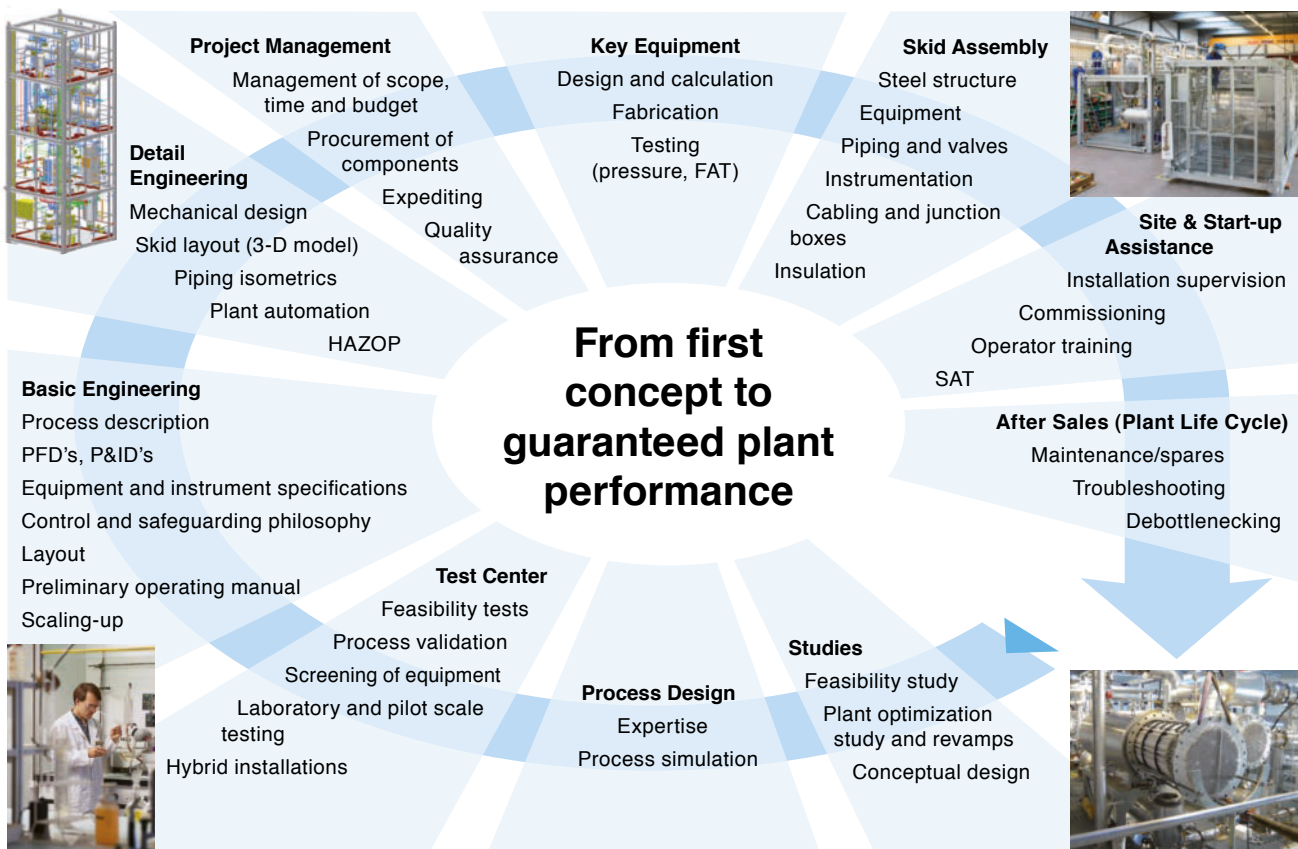 Project Management
Management of scope,
time and budget
Procurement of
components
Expediting
Quality
assurance
Key Equipment
Design and calculation
Fabrication
Testing
(pressure, FAT)
Skid Assembly
Steel structure
Equipment
Piping and valves
Instrumentation
Cabling and junction
boxes
Insulation
Detail
Engineering
Mechanical design
Skid layout (3-D model)
Piping isometrics
Plant automation
HAZOP
Site & Start-up
Assistance
Installation supervision
Commissioning
Operator training
SAT
From first
concept to
guaranteed plant
performance
Basic Engineering
Process description
PFD’s, P&ID’s
Equipment and instrument specifications
Control and safeguarding philosophy
Layout
Preliminary operating manual
Scaling-up
After Sales (Plant Life Cycle)
Maintenance/spares
Troubleshooting
Debottlenecking
Test Center
Feasibility tests
Process validation
Screening of equipment
Laboratory and pilot scale
testing
Hybrid installations
Process Design
Expertise
Process simulation
Studies
Feasibility study
Plant optimization
study and revamps
Conceptual design